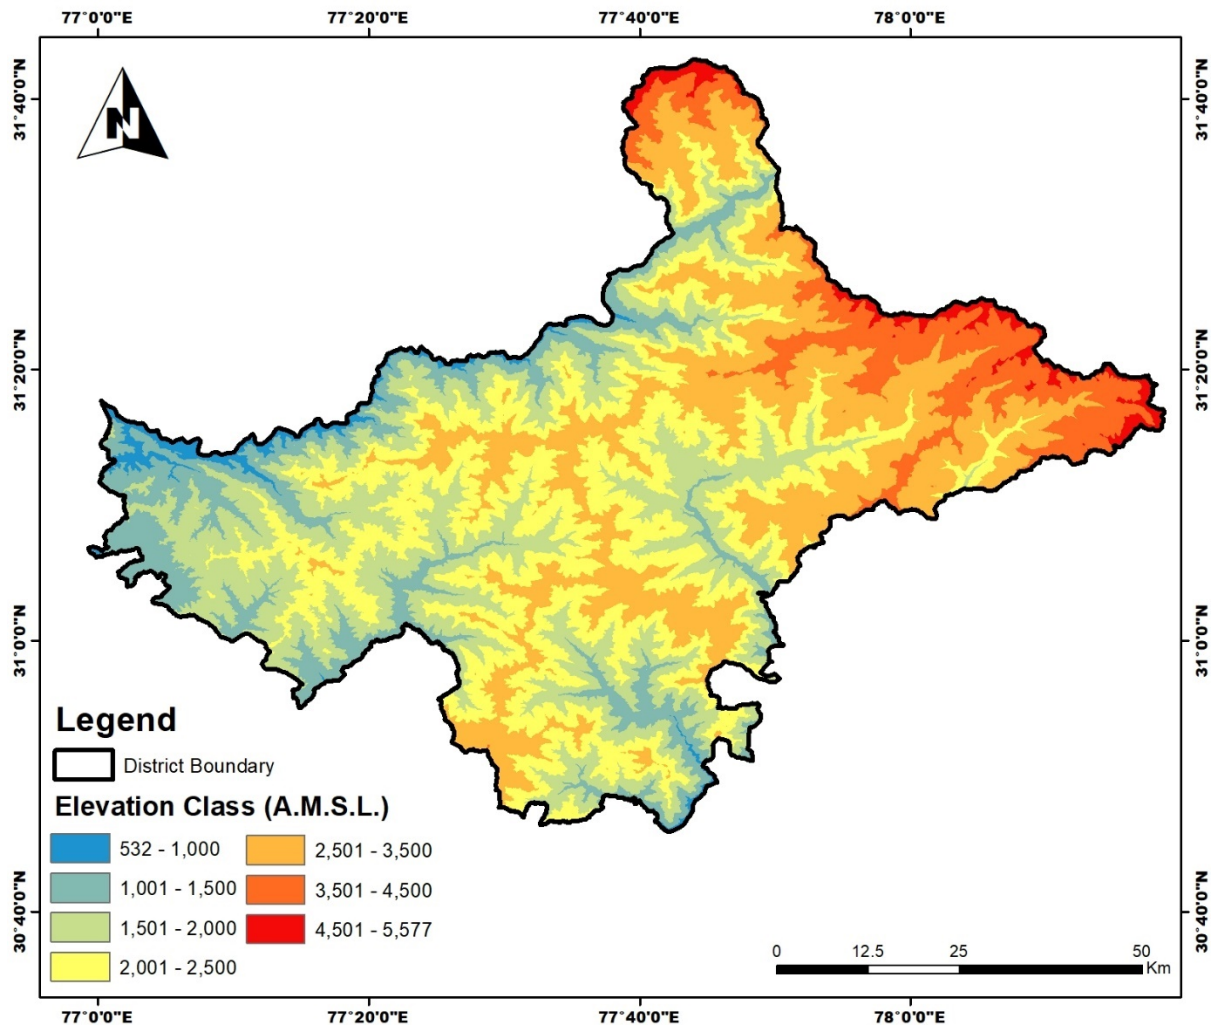 77°0'0"E 77°20'0"E 77°40'0"E 78°0'0"E
31°40'0"N 31°40'0"N
N
31°20'0"N 31°20'0"N
31°0'0"N 31°0'0"N
Legend
District Boundary
Elevation Class (A.M.S.L.)
532 - 1,000 2,501 - 3,500
1,001 - 1,500 3,501 - 4,500
1,501 - 2,000 4,501 - 5,577
2,001 - 2,500
30°40'0"N 30°40'0"N
0 12.5 25 50
Km
77°0'0"E 77°20'0"E 77°40'0"E 78°0'0"E